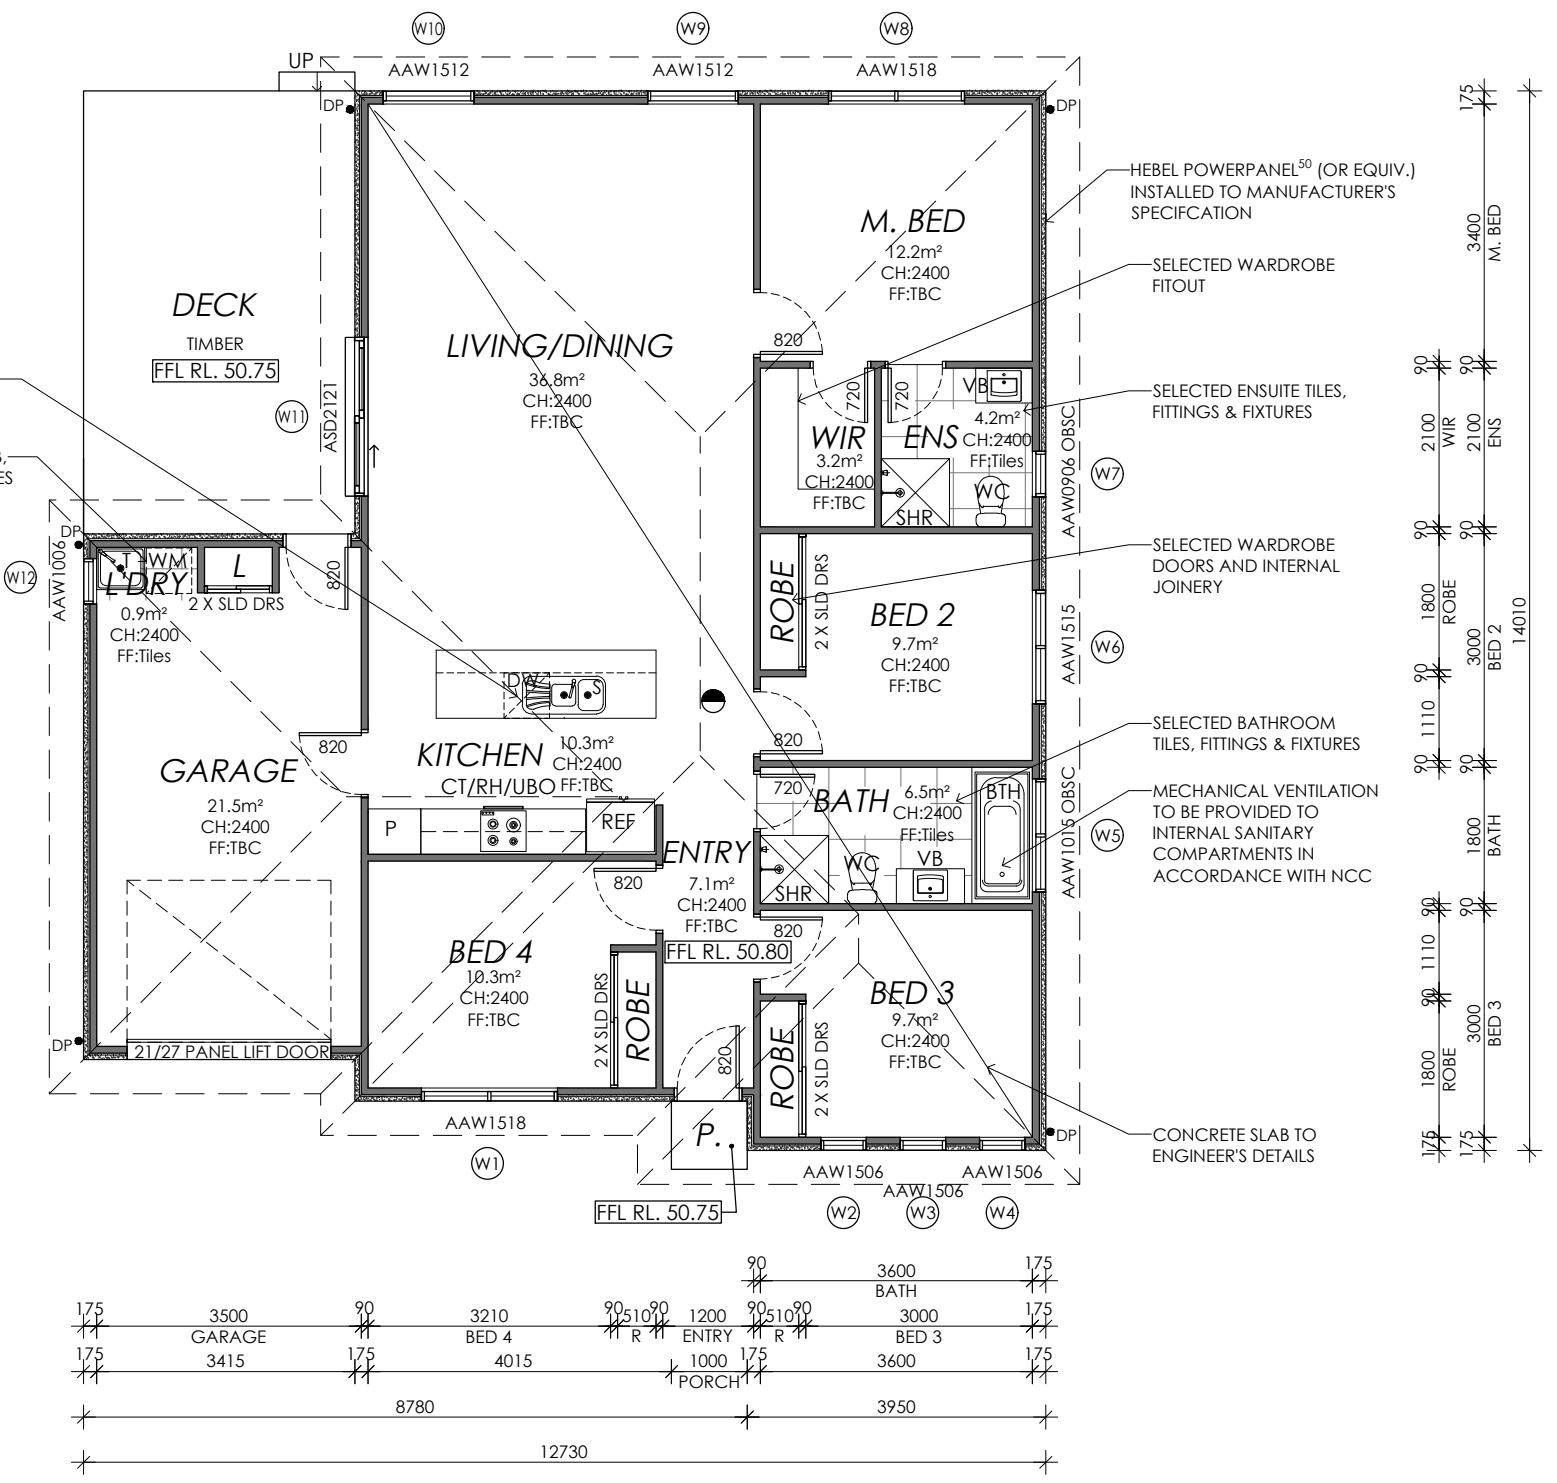 W10
W9
W8
UP
AAW1512
AAW1512
AAW1518
DP
DP
HEBEL POWERPANEL⁵⁰ (OR EQUIV.)
INSTALLED TO MANUFACTURER'S
SPECIFCATION
M. BED
12.2m²
CH:2400
FF:TBC
SELECTED WARDROBE
FITOUT
DECK
TIMBER
FFL RL. 50.75
LIVING/DINING
36.8m²
CH:2400
FF:TBC
820
W11
ASD2121
720
720
VB
WIR
3.2m²
CH:2400
FF:TBC
ENS
4.2m²
CH:2400
FF:Tiles
SHR
WC
SELECTED ENSUITE TILES,
FITTINGS & FIXTURES
AAW0906 OBSC
W7
DP
W12
AAW1006
T
WM
L'DRY
0.9m²
CH:2400
FF:Tiles
L
2 X SLD DRS
820
ROBE
2 X SLD DRS
BED 2
9.7m²
CH:2400
FF:TBC
SELECTED WARDROBE
DOORS AND INTERNAL
JOINERY
AAW1515
W6
DW
S
820
KITCHEN
CT/RH/UBO
10.3m²
CH:2400
FF:TBC
820
GARAGE
21.5m²
CH:2400
FF:TBC
P
REF
720
BATH
6.5m²
CH:2400
FF:Tiles
BTH
SHR
WC
VB
SELECTED BATHROOM
TILES, FITTINGS & FIXTURES
AAW1015 OBSC
W5
MECHANICAL VENTILATION
TO BE PROVIDED TO
INTERNAL SANITARY
COMPARTMENTS IN
ACCORDANCE WITH NCC
ENTRY
7.1m²
CH:2400
FF:TBC
FFL RL. 50.80
820
820
BED 4
10.3m²
CH:2400
FF:TBC
2 X SLD DRS
ROBE
BED 3
9.7m²
CH:2400
FF:TBC
ROBE
2 X SLD DRS
820
DP
21/27 PANEL LIFT DOOR
AAW1518
W1
P.
FFL RL. 50.75
DP
CONCRETE SLAB TO
ENGINEER'S DETAILS
AAW1506
AAW1506
AAW1506
W2
W3
W4
90 2100 WIR 90 1800 ROBE 90 1110 90 90 1110 90 1800 ROBE 175
175 3400 M. BED 90 2100 ENS 90 3000 BED 2 90 1800 BATH 90 3000 BED 3 175
14010
90 3600 175
BATH
175 3500 90 3210 90 510 90 1200 90 510 90 3000 175
GARAGE BED 4 R ENTRY R BED 3
175 3415 175 4015 1000 175 3600 175
PORCH
8780 3950
12730